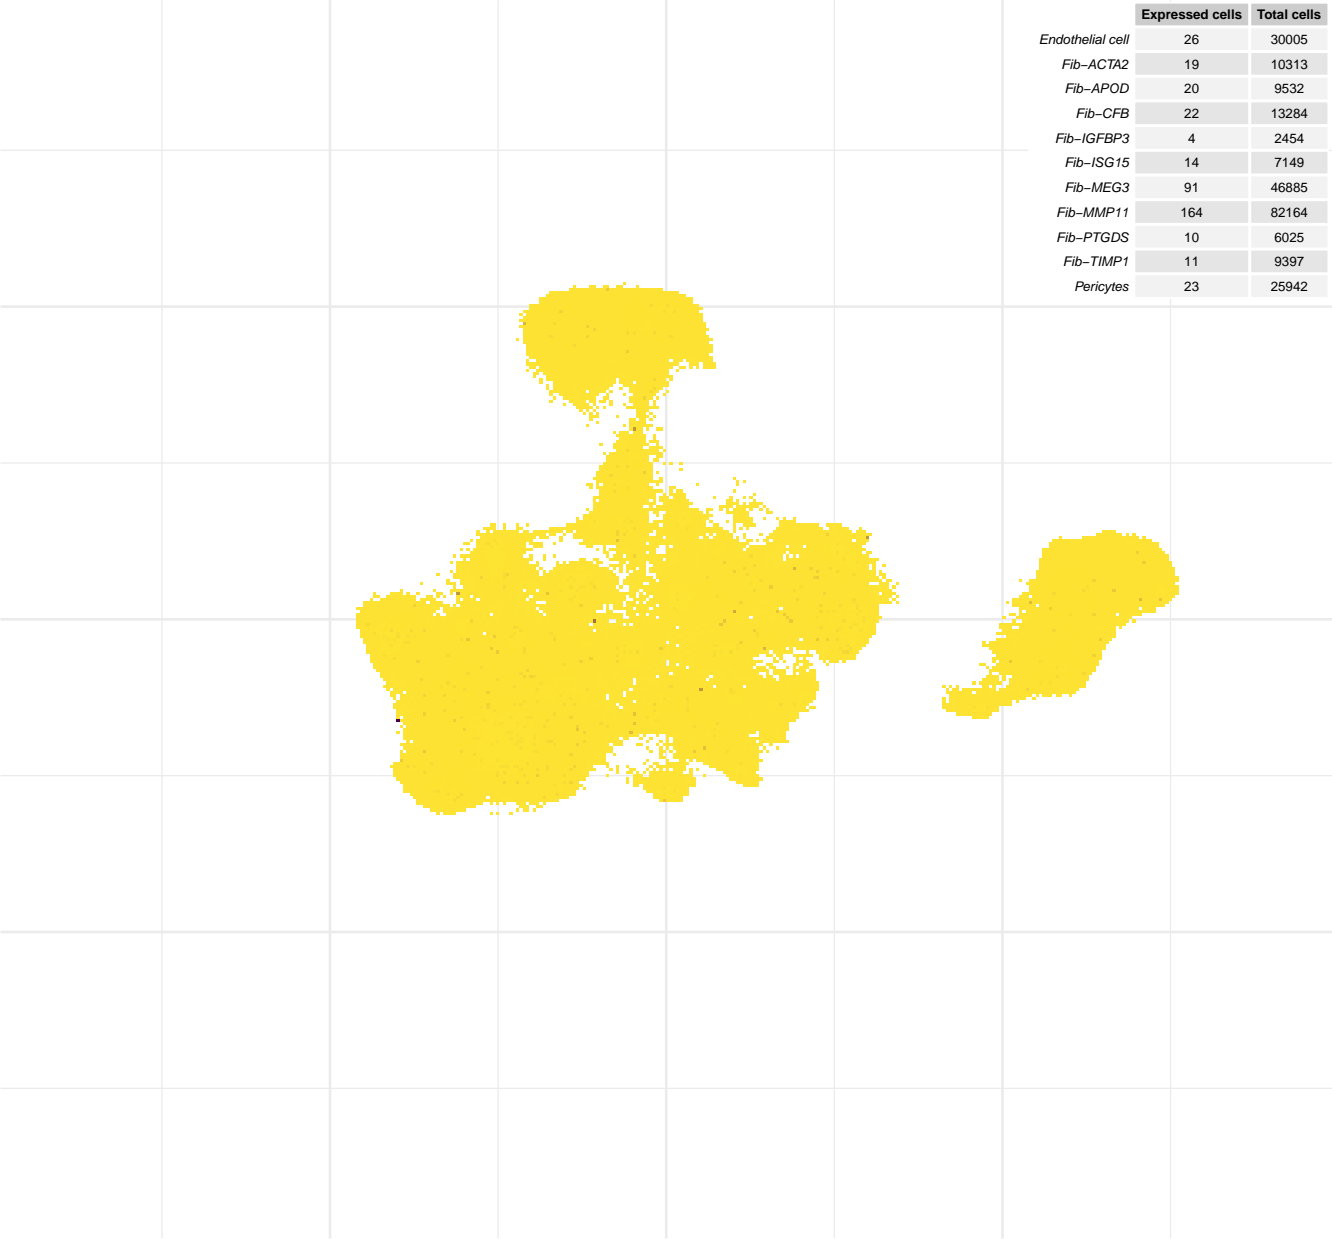 Expressed cells Total cells
Endothelial cell 26 30005
Fib−ACTA2 19 10313
Fib−APOD 20 9532
Fib−CFB 22 13284
Fib−IGFBP3 4 2454
Fib−ISG15 14 7149
Fib−MEG3 91 46885
Fib−MMP11 164 82164
Fib−PTGDS 10 6025
Fib−TIMP1 11 9397
Pericytes 23 25942